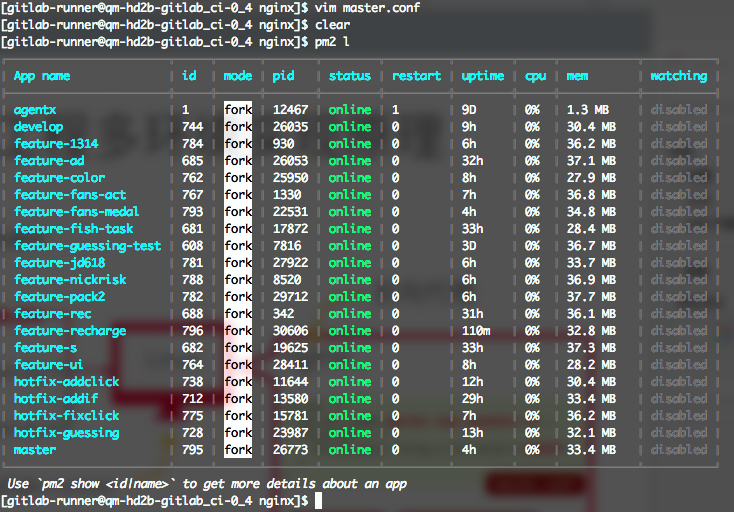 [gitlab-runner@qm-hd2b-gitlab_ci-0_4 nginx]$ vim master.conf
[gitlab-runner@qm-hd2b-gitlab_ci-0_4 nginx]$ clear
[gitlab-runner@qm-hd2b-gitlab_ci-0_4 nginx]$ pm2 l
App name id mode pid status restart uptime cpu mem watching
agentx 1 fork 12467 online 1 9D 0% 1.3 MB disabled
develop 744 fork 26035 online 0 9h 0% 30.4 MB disabled
feature-1314 784 fork 930 online 0 6h 0% 36.2 MB disabled
feature-ad 685 fork 26053 online 0 32h 0% 37.1 MB disabled
feature-color 762 fork 25950 online 0 8h 0% 27.9 MB disabled
feature-fans-act 767 fork 1330 online 0 7h 0% 36.8 MB disabled
feature-fans-medal 793 fork 22531 online 0 4h 0% 34.8 MB disabled
feature-fish-task 681 fork 17872 online 0 33h 0% 28.4 MB disabled
feature-guessing-test 608 fork 7816 online 0 3D 0% 36.7 MB disabled
feature-jd618 781 fork 27922 online 0 6h 0% 33.7 MB disabled
feature-nickrisk 788 fork 8520 online 0 6h 0% 36.9 MB disabled
feature-pack2 782 fork 29712 online 0 6h 0% 37.7 MB disabled
feature-rec 688 fork 342 online 0 31h 0% 36.1 MB disabled
feature-recharge 796 fork 30606 online 0 110m 0% 32.8 MB disabled
feature-s 682 fork 19625 online 0 33h 0% 37.3 MB disabled
feature-ui 764 fork 28411 online 0 8h 0% 28.2 MB disabled
hotfix-addclick 738 fork 11644 online 0 12h 0% 30.4 MB disabled
hotfix-addif 712 fork 13580 online 0 29h 0% 33.4 MB disabled
hotfix-fixclick 775 fork 15781 online 0 7h 0% 36.2 MB disabled
hotfix-guessing 728 fork 23987 online 0 13h 0% 32.1 MB disabled
master 795 fork 26773 online 0 4h 0% 33.4 MB disabled
Use `pm2 show <id|name>` to get more details about an app
[gitlab-runner@qm-hd2b-gitlab_ci-0_4 nginx]$